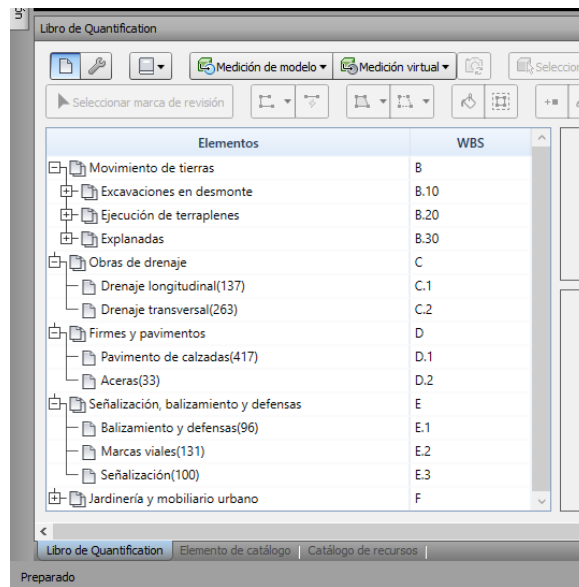 Libro de Quantification
Medición de modelo Medición virtual
Seleccionar marca de revisión
Elementos WBS
Movimiento de tierras B
Excavaciones en desmonte B.10
Ejecución de terraplenes B.20
Explanadas B.30
Obras de drenaje C
Drenaje longitudinal(137) C.1
Drenaje transversal(263) C.2
Firmes y pavimentos D
Pavimento de calzadas(417) D.1
Aceras(33) D.2
Señalización, balizamiento y defensas E
Balizamiento y defensas(96) E.1
Marcas viales(131) E.2
Señalización(100) E.3
Jardinería y mobiliario urbano F
Libro de Quantification Elemento de catálogo Catálogo de recursos
Preparado